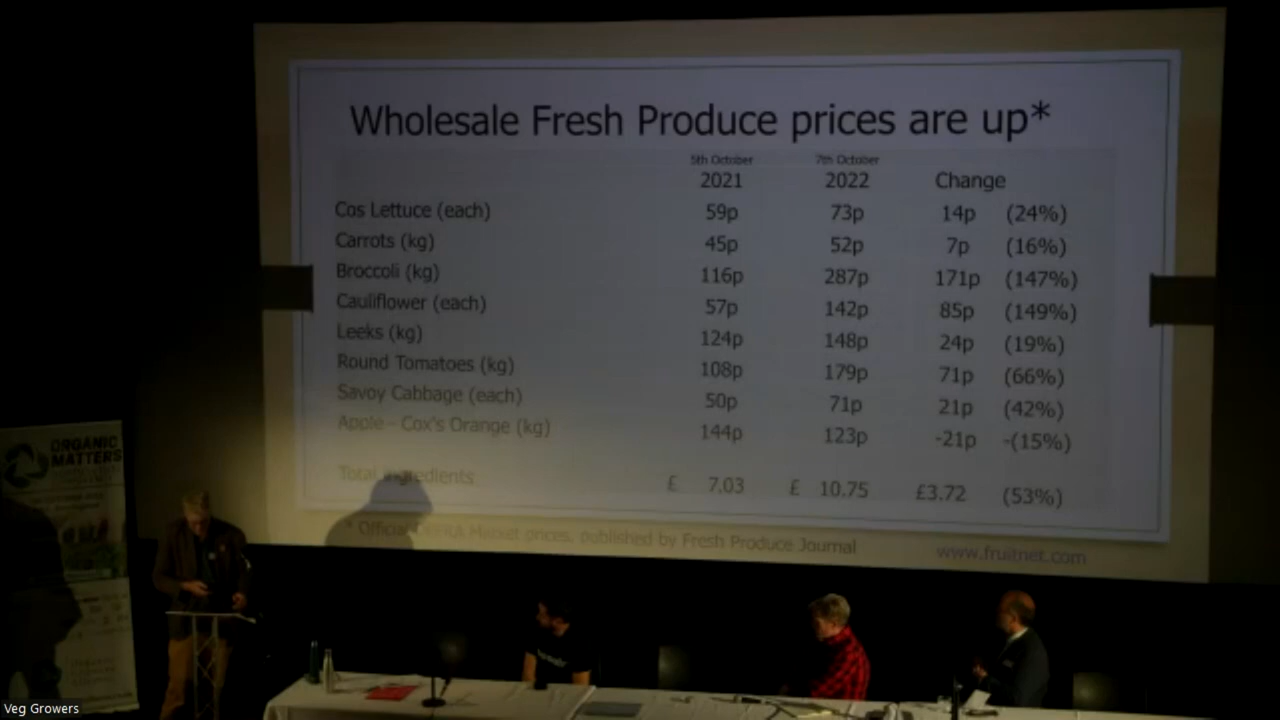 Wholesale Fresh Produce prices are up*
5th October 7th October
2021 2022 Change
Cos Lettuce (each) 59p 73p 14p (24%)
Carrots (kg) 45p 52p 7p (16%)
Broccoli (kg) 116p 287p 171p (147%)
Cauliflower (each) 57p 142p 85p (149%)
Leeks (kg) 124p 148p 24p (19%)
Round Tomatoes (kg) 108p 179p 71p (66%)
Savoy Cabbage (each) 50p 71p 21p (42%)
Apple - Cox's Orange (kg) 144p 123p -21p -(15%)
Total ingredients £ 7.03 £ 10.75 £3.72 (53%)
* Official DEFRA Market prices, published by Fresh Produce Journal www.fruitnet.com
ORGANIC
MATTERS
Veg Growers